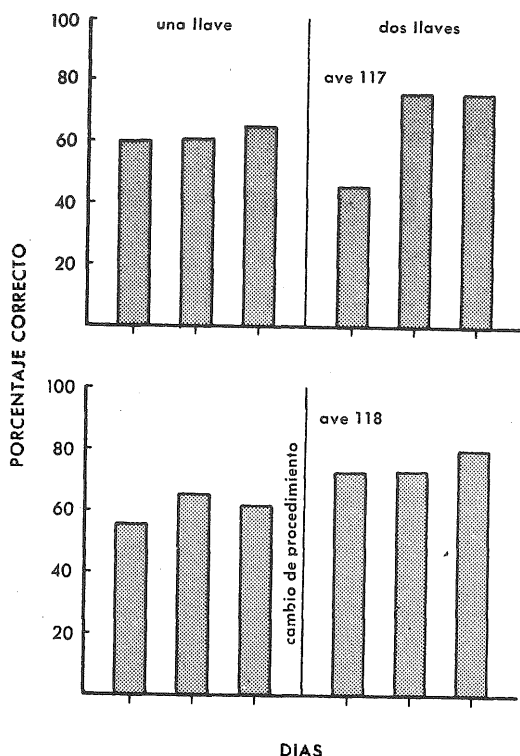 una llave
dos llaves
ave 117
100
80
60
40
20
PORCENTAJE CORRECTO
ave 118
cambio de procedimiento
100
80
60
40
20
DIAS